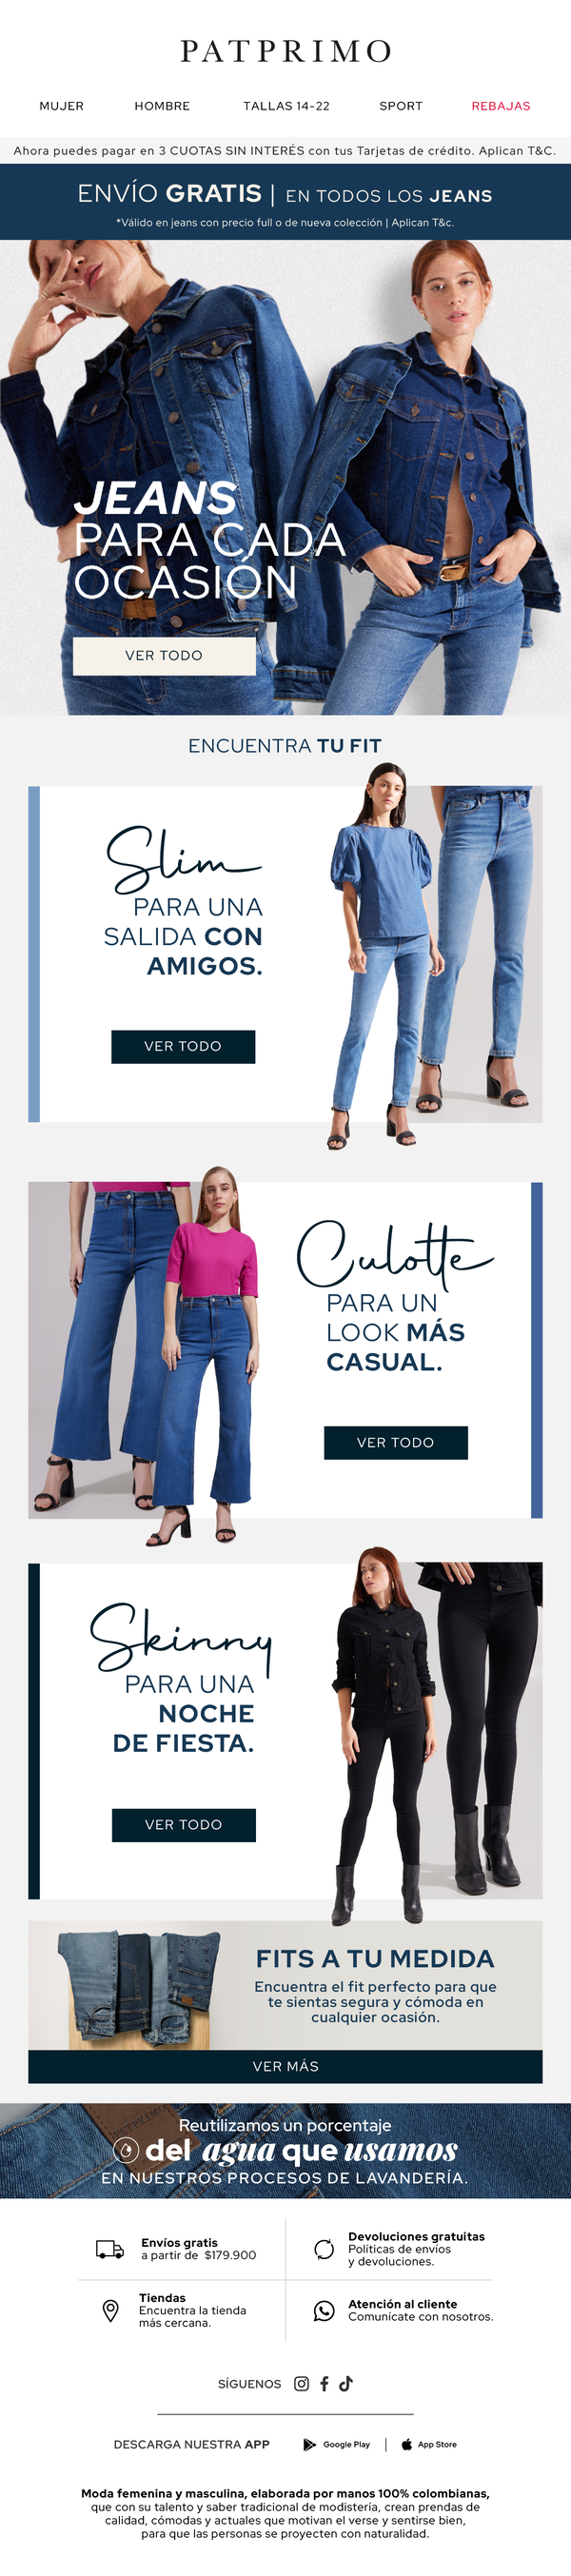 PATPRIMO
MUJER HOMBRE TALLAS 14-22 SPORT REBAJAS
Ahora puedes pagar en 3 CUOTAS SIN INTERÉS con tus Tarjetas de crédito. Aplican T&C.
ENVÍO GRATIS | EN TODOS LOS JEANS
*Válido en jeans con precio full o de nueva colección | Aplican T&c.
JEANS
PARA CADA
OCASIÓN
VER TODO
ENCUENTRA TU FIT
Slim
PARA UNA
SALIDA CON
AMIGOS.
VER TODO
Culotte
PARA UN
LOOK MÁS
CASUAL.
VER TODO
Skinny
PARA UNA
NOCHE
DE FIESTA.
VER TODO
FITS A TU MEDIDA
Encuentra el fit perfecto para que
te sientas segura y cómoda en
cualquier ocasión.
VER MÁS
Reutilizamos un porcentaje
del agua que usamos
EN NUESTROS PROCESOS DE LAVANDERÍA.
Envíos gratis
a partir de $179.900
Devoluciones gratuitas
Políticas de envíos
y devoluciones.
Tiendas
Encuentra la tienda
más cercana.
Atención al cliente
Comunícate con nosotros.
SÍGUENOS
DESCARGA NUESTRA APP Google Play | App Store
Moda femenina y masculina, elaborada por manos 100% colombianas,
que con su talento y saber tradicional de modistería, crean prendas de
calidad, cómodas y actuales que motivan el verse y sentirse bien,
para que las personas se proyecten con naturalidad.